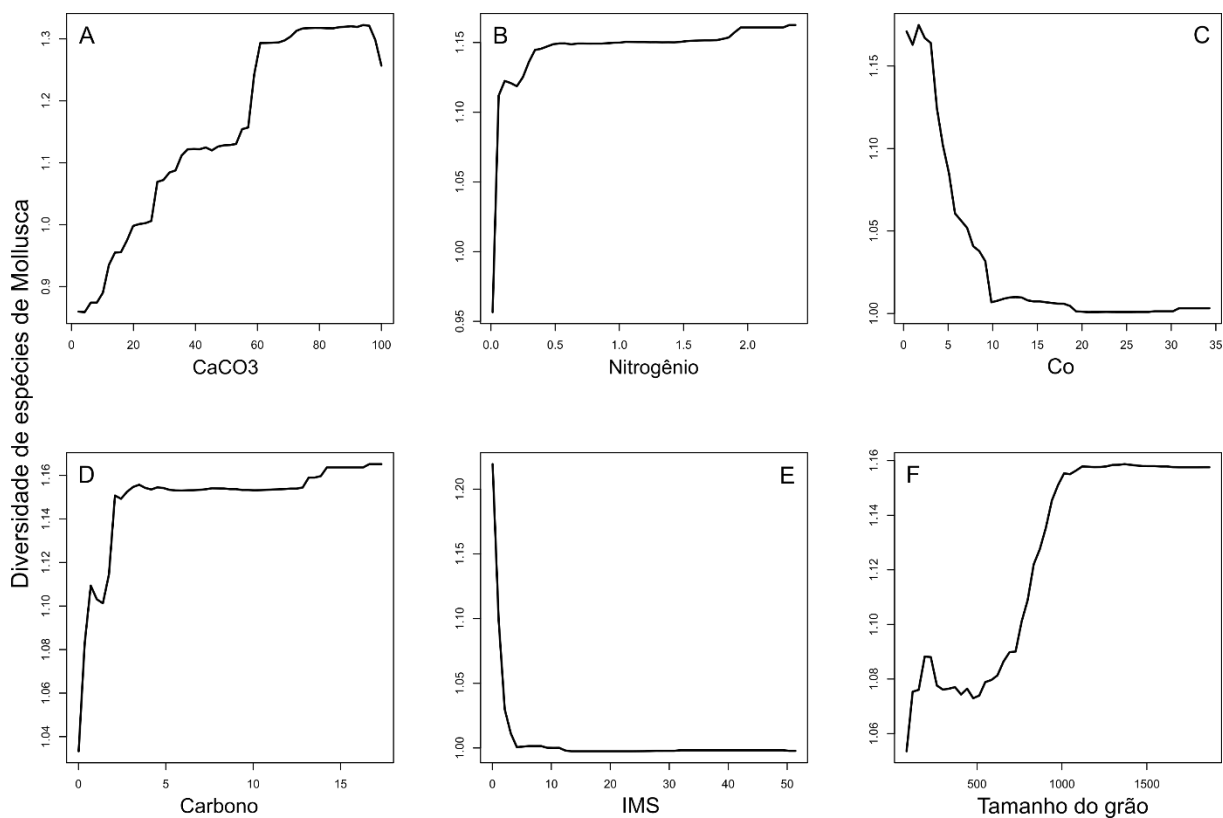 Diversidade de espécies de Mollusca
A
1.3
1.2
1.1
1.0
0.9
0 20 40 60 80 100
CaCO3
B
1.15
1.10
1.05
1.00
0.95
0.0 0.5 1.0 1.5 2.0
Nitrogênio
C
1.15
1.10
1.05
1.00
0 5 10 15 20 25 30 35
Co
D
1.16
1.14
1.12
1.10
1.08
1.06
1.04
0 5 10 15
Carbono
E
1.20
1.15
1.10
1.05
1.00
0 10 20 30 40 50
IMS
F
1.16
1.14
1.12
1.10
1.08
1.06
500 1000 1500
Tamanho do grão